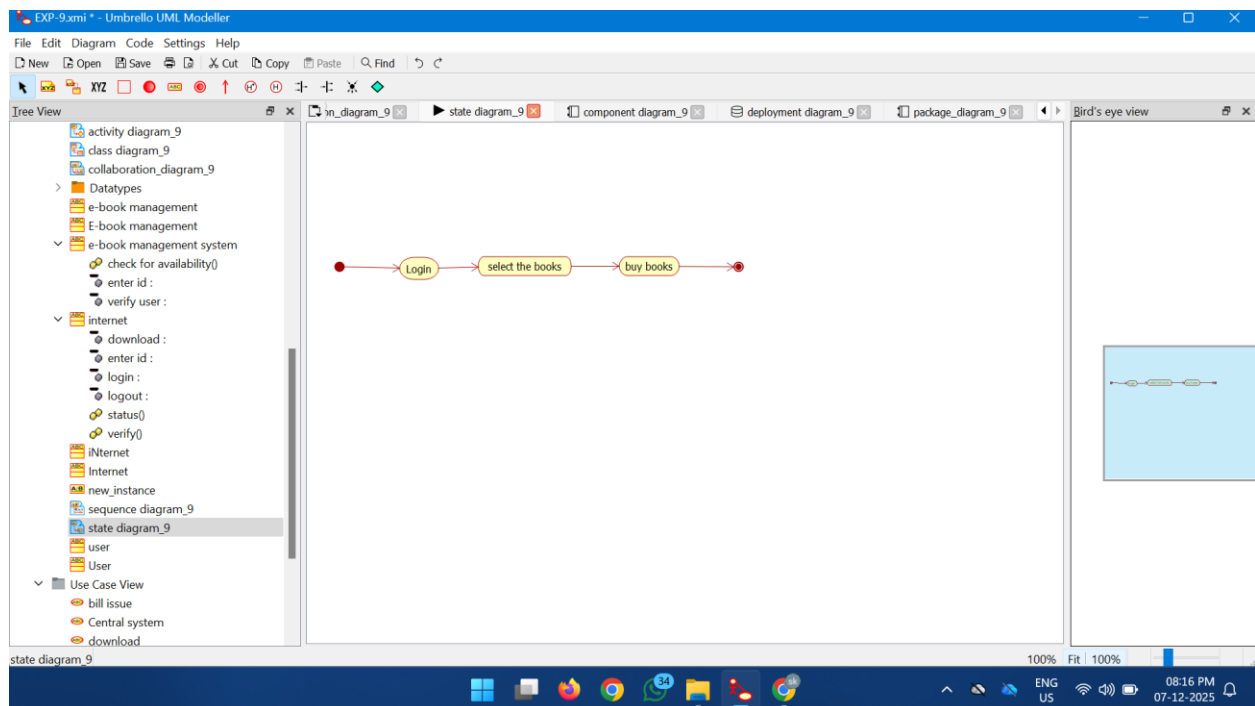 EXP-9.xmi * - Umbrello UML Modeller
File Edit Diagram Code Settings Help
New Open Save Cut Copy Paste Find
XYZ XYZ ABC H* H
Tree View
on_diagram_9 state diagram_9 component diagram_9 deployment diagram_9 package_diagram_9
Bird's eye view
activity diagram_9
class diagram_9
collaboration_diagram_9
Datatypes
e-book management
E-book management
e-book management system
check for availability()
enter id :
verify user :
internet
download :
enter id :
login :
logout :
status()
verify()
iNternet
Internet
new_instance
sequence diagram_9
state diagram_9
user
User
Use Case View
bill issue
Central system
download
Login select the books buy books
state diagram_9
100% Fit 100%
34
sk
ENG
US
08:16 PM
07-12-2025